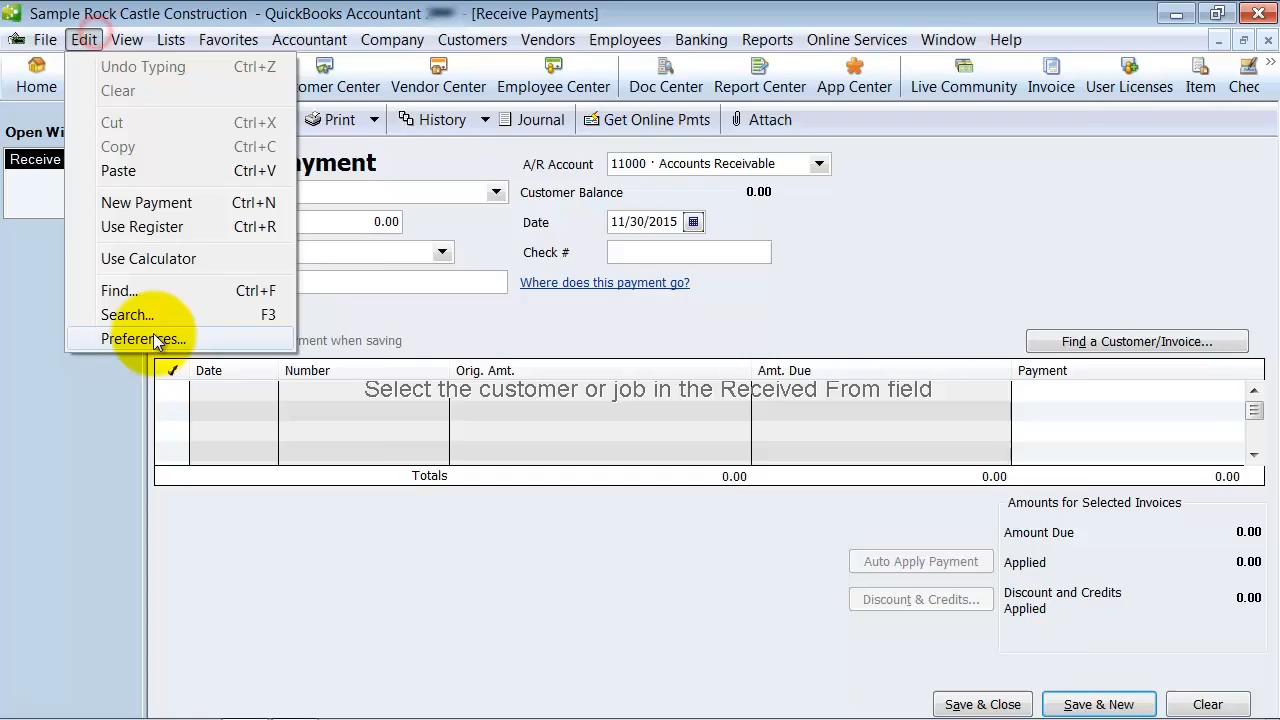 Sample Rock Castle Construction - QuickBooks Accountant - [Receive Payments]
File Edit View Lists Favorites Accountant Company Customers Vendors Employees Banking Reports Online Services Window Help
Home omer Center Vendor Center Employee Center Doc Center Report Center App Center Live Community Invoice User Licenses Item Chec
Undo Typing Ctrl+Z
Clear
Cut Ctrl+X
Copy Ctrl+C
Paste Ctrl+V
New Payment Ctrl+N
Use Register Ctrl+R
Use Calculator
Find... Ctrl+F
Search... F3
Preferences...
Open Wi
Receive
Print History Journal Get Online Pmts Attach
yment
A/R Account 11000 · Accounts Receivable
Customer Balance 0.00
0.00
Date 11/30/2015
Check #
Where does this payment go?
ment when saving
Find a Customer/Invoice...
✓ Date Number Orig. Amt. Amt. Due Payment
Select the customer or job in the Received From field
Totals 0.00 0.00 0.00
Amounts for Selected Invoices
Amount Due 0.00
Auto Apply Payment
Applied 0.00
Discount & Credits...
Discount and Credits 0.00
Applied
Save & Close Save & New Clear